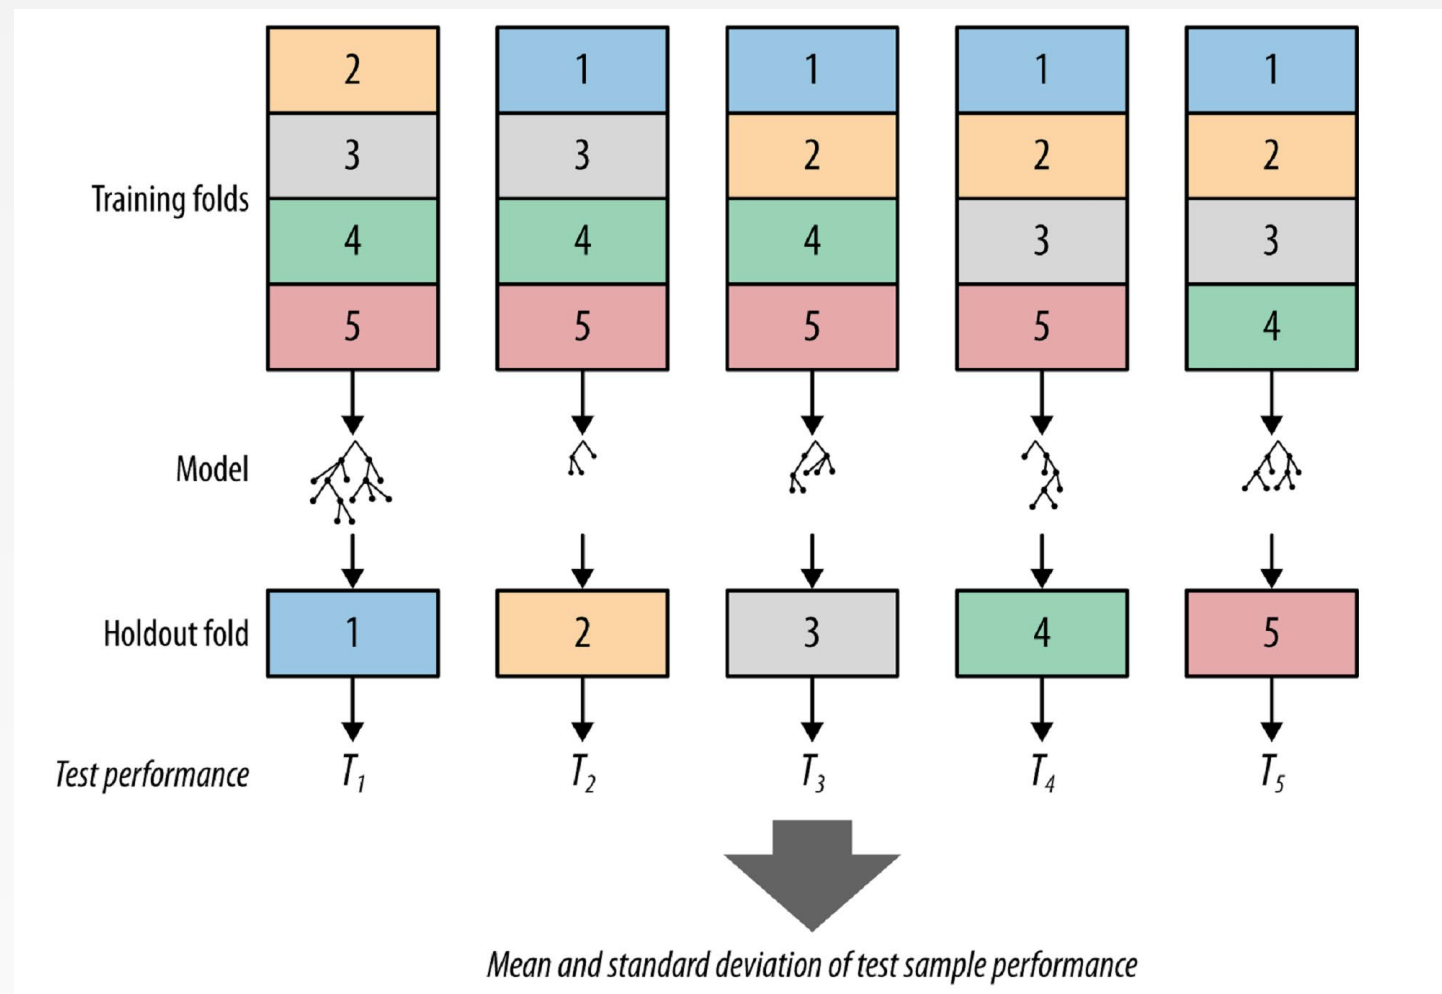 2 1 1 1 1
3 3 2 2 2
Training folds
4 4 4 3 3
5 5 5 5 4
Model
Holdout fold 1 2 3 4 5
Test performance T1 T2 T3 T4 T5
Mean and standard deviation of test sample performance